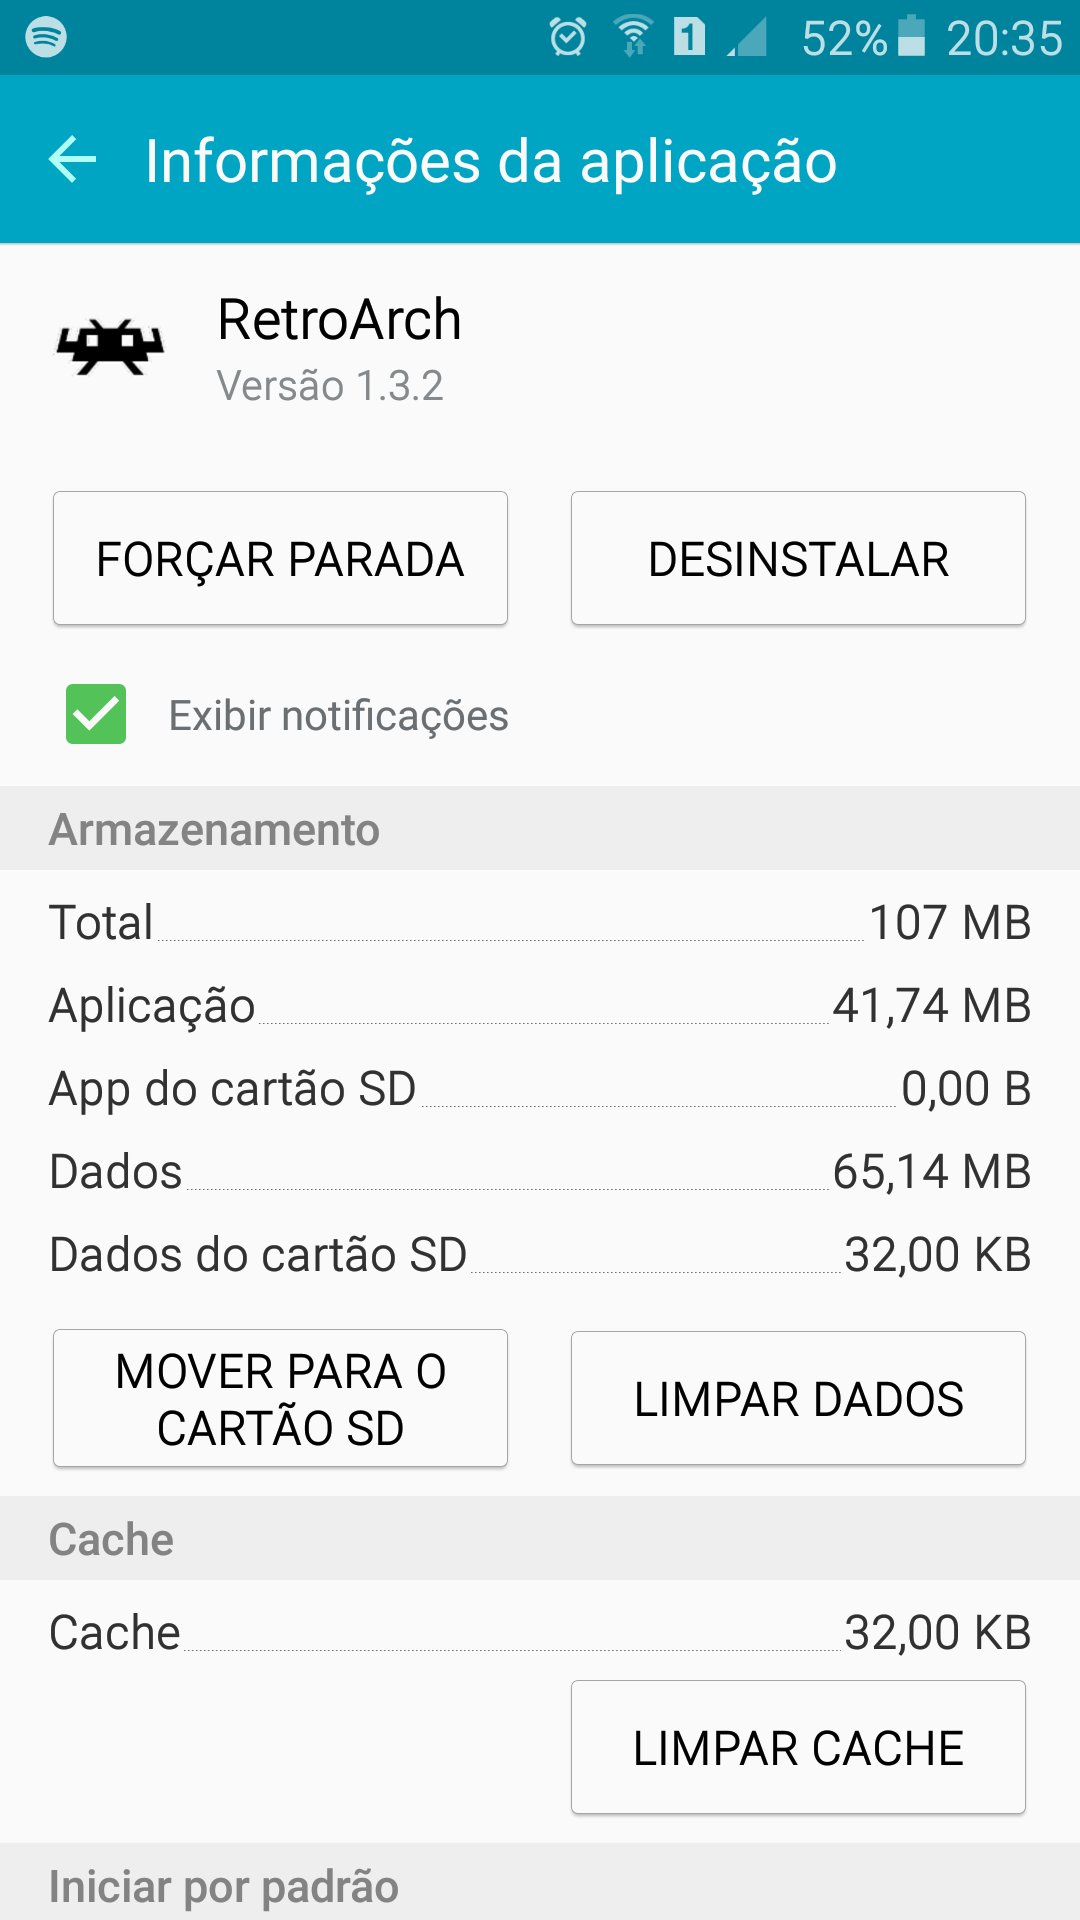 1 52% 20:35
Informações da aplicação
RetroArch
Versão 1.3.2
FORÇAR PARADA
DESINSTALAR
Exibir notificações
Armazenamento
Total 107 MB
Aplicação 41,74 MB
App do cartão SD 0,00 B
Dados 65,14 MB
Dados do cartão SD 32,00 KB
MOVER PARA O
CARTÃO SD
LIMPAR DADOS
Cache
Cache 32,00 KB
LIMPAR CACHE
Iniciar por padrão